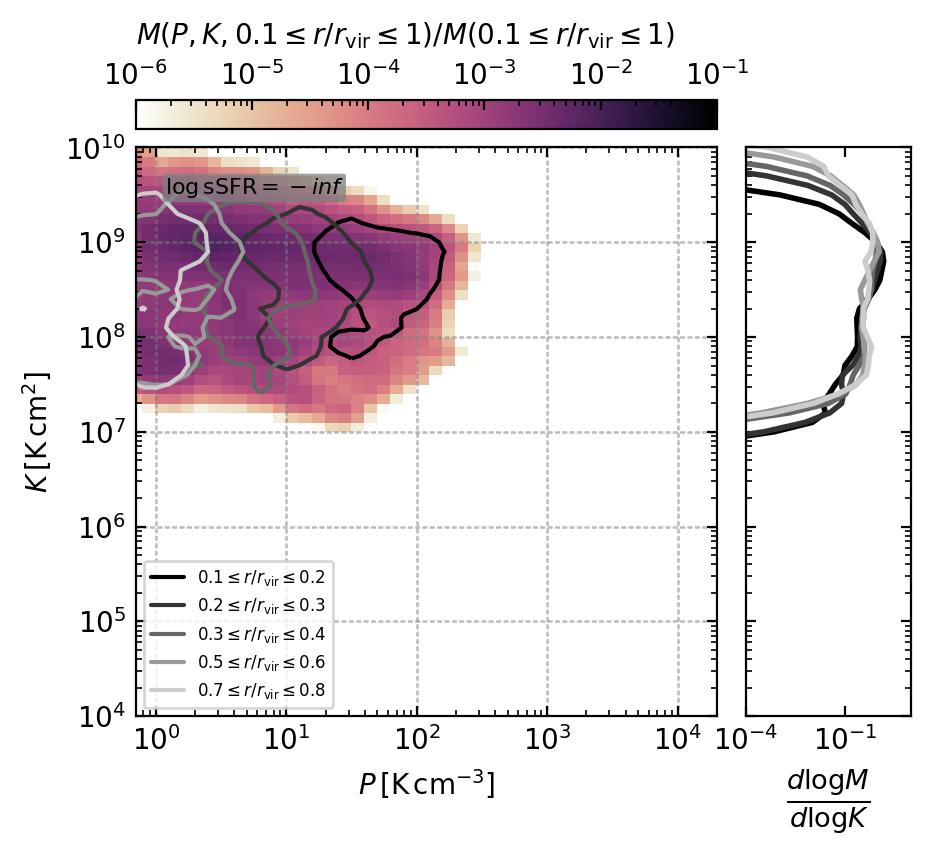 M(P, K, 0.1 ≤ r/r_vir ≤ 1)/M(0.1 ≤ r/r_vir ≤ 1)
10^−6 10^−5 10^−4 10^−3 10^−2 10^−1
log sSFR = −inf
10^10
10^9
10^8
10^7
10^6
10^5
10^4
K [K cm^2]
0.1 ≤ r/r_vir ≤ 0.2
0.2 ≤ r/r_vir ≤ 0.3
0.3 ≤ r/r_vir ≤ 0.4
0.5 ≤ r/r_vir ≤ 0.6
0.7 ≤ r/r_vir ≤ 0.8
10^0 10^1 10^2 10^3 10^4
P [K cm^−3]
10^−4 10^−1
dlogM
dlogK